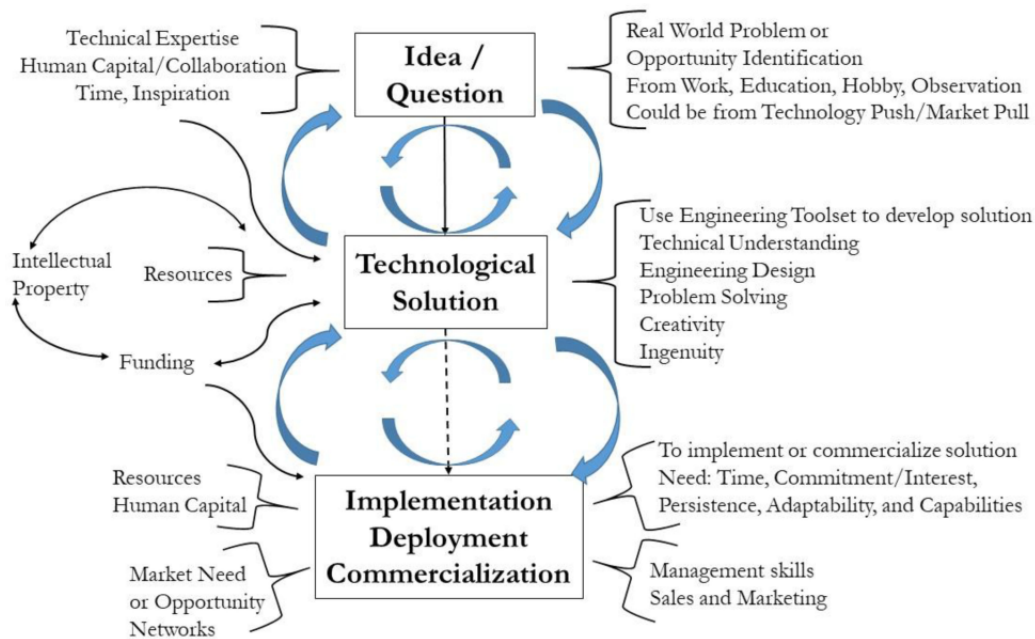 Technical Expertise
Human Capital/Collaboration
Time, Inspiration
Idea /
Question
Real World Problem or
Opportunity Identification
From Work, Education, Hobby, Observation
Could be from Technology Push/Market Pull
Intellectual
Property
Resources
Funding
Technological
Solution
Use Engineering Toolset to develop solution
Technical Understanding
Engineering Design
Problem Solving
Creativity
Ingenuity
Resources
Human Capital
Market Need
or Opportunity
Networks
Implementation
Deployment
Commercialization
To implement or commercialize solution
Need: Time, Commitment/Interest,
Persistence, Adaptability, and Capabilities
Management skills
Sales and Marketing